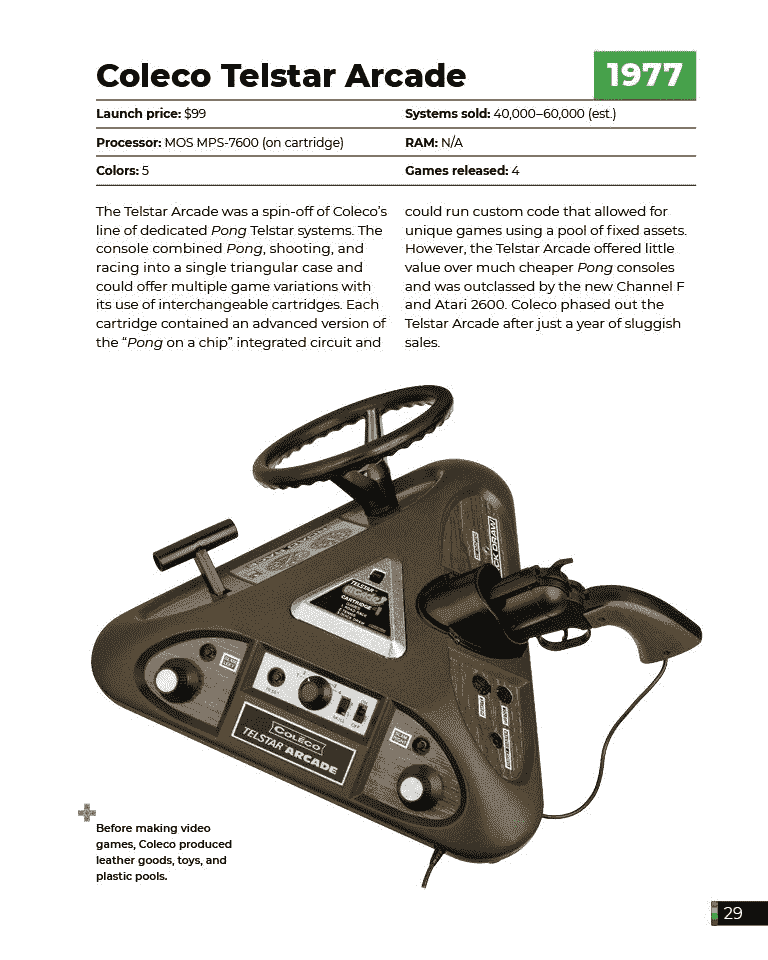 Coleco Telstar Arcade
1977
Launch price: $99
Systems sold: 40,000–60,000 (est.)
Processor: MOS MPS-7600 (on cartridge)
RAM: N/A
Colors: 5
Games released: 4
The Telstar Arcade was a spin-off of Coleco’s
line of dedicated Pong Telstar systems. The
console combined Pong, shooting, and
racing into a single triangular case and
could offer multiple game variations with
its use of interchangeable cartridges. Each
cartridge contained an advanced version of
the “Pong on a chip” integrated circuit and
could run custom code that allowed for
unique games using a pool of fixed assets.
However, the Telstar Arcade offered little
value over much cheaper Pong consoles
and was outclassed by the new Channel F
and Atari 2600. Coleco phased out the
Telstar Arcade after just a year of sluggish
sales.
TELSTAR
arcade
CARTRIDGE #1
CK DRAW
RESET
COLECO
TELSTAR ARCADE
Before making video
games, Coleco produced
leather goods, toys, and
plastic pools.
29